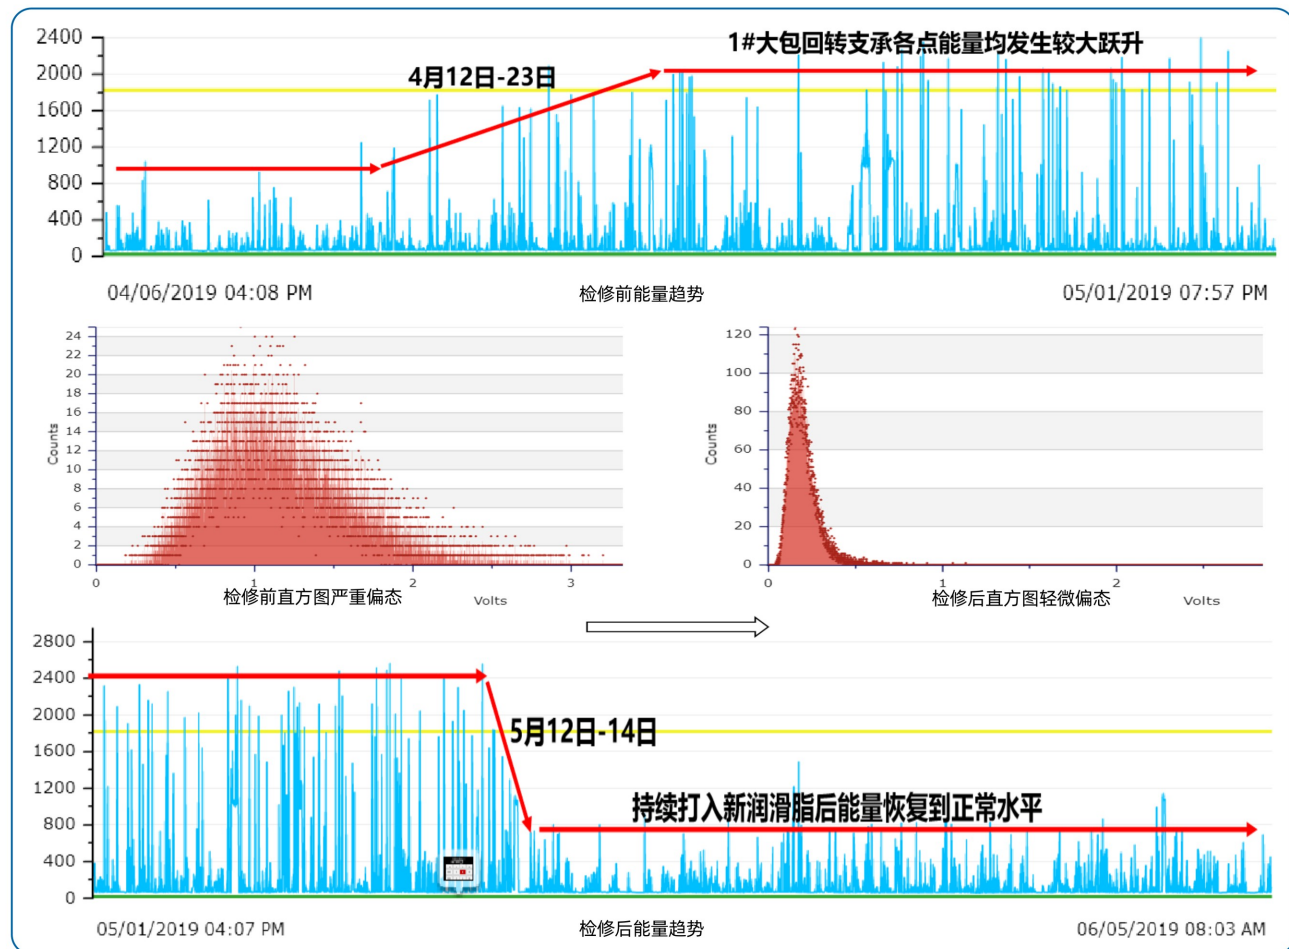 2400
1#大包回转支承各点能量均发生较大跃升
2000
4月12日-23日
1600
1200
800
400
0
04/06/2019 04:08 PM
检修前能量趋势
05/01/2019 07:57 PM
24
22
20
18
16
14
12
10
8
6
4
2
0
Counts
0 1 2 3
检修前直方图严重偏态
Volts
120
100
80
60
40
20
0
Counts
0 1 2
检修后直方图轻微偏态
Volts
2800
2400
2000
5月12日-14日
1600
1200
持续打入新润滑脂后能量恢复到正常水平
800
400
0
05/01/2019 04:07 PM
检修后能量趋势
06/05/2019 08:03 AM